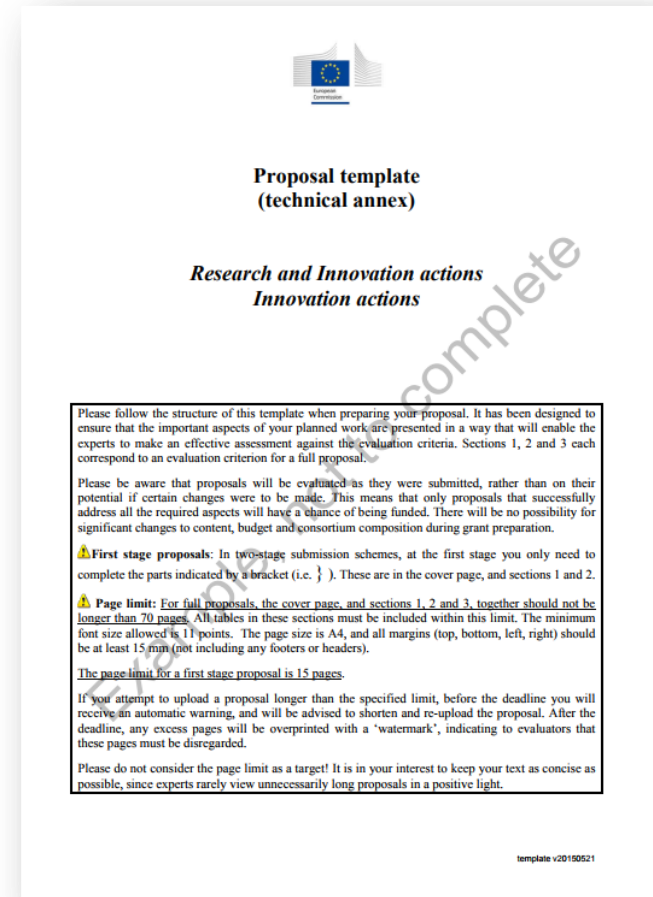 European
Commission
Proposal template
(technical annex)
Research and Innovation actions
Innovation actions
Please follow the structure of this template when preparing your proposal. It has been designed to
ensure that the important aspects of your planned work are presented in a way that will enable the
experts to make an effective assessment against the evaluation criteria. Sections 1, 2 and 3 each
correspond to an evaluation criterion for a full proposal.
Please be aware that proposals will be evaluated as they were submitted, rather than on their
potential if certain changes were to be made. This means that only proposals that successfully
address all the required aspects will have a chance of being funded. There will be no possibility for
significant changes to content, budget and consortium composition during grant preparation.
First stage proposals: In two-stage submission schemes, at the first stage you only need to
complete the parts indicated by a bracket (i.e. } ). These are in the cover page, and sections 1 and 2.
Page limit: For full proposals, the cover page, and sections 1, 2 and 3, together should not be
longer than 70 pages. All tables in these sections must be included within this limit. The minimum
font size allowed is 11 points. The page size is A4, and all margins (top, bottom, left, right) should
be at least 15 mm (not including any footers or headers).
The page limit for a first stage proposal is 15 pages.
If you attempt to upload a proposal longer than the specified limit, before the deadline you will
receive an automatic warning, and will be advised to shorten and re-upload the proposal. After the
deadline, any excess pages will be overprinted with a ‘watermark’, indicating to evaluators that
these pages must be disregarded.
Please do not consider the page limit as a target! It is in your interest to keep your text as concise as
possible, since experts rarely view unnecessarily long proposals in a positive light.
Example, not to complete
template v20150521